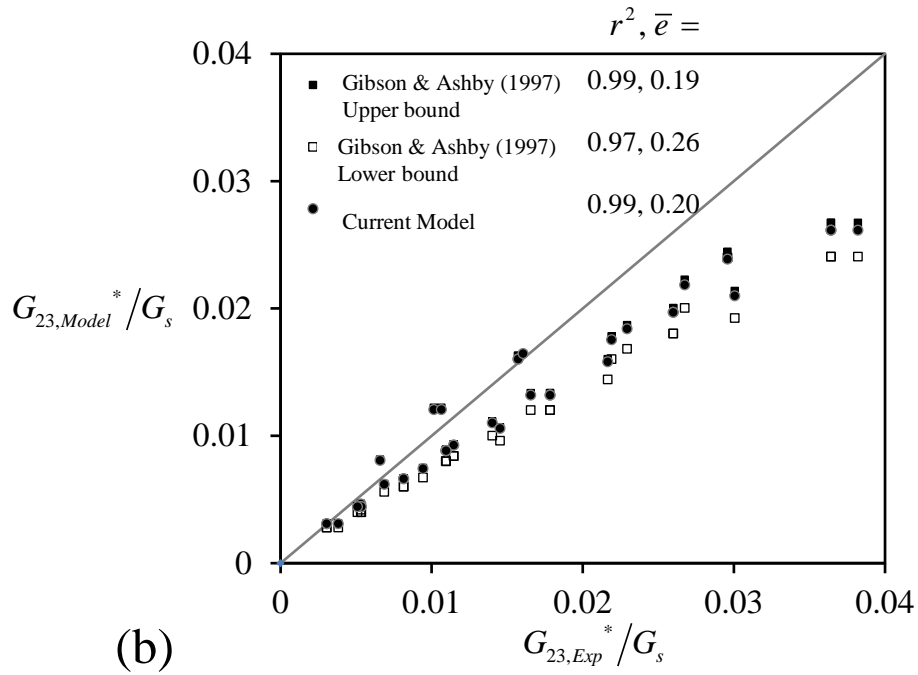 r², e̅ =
0.04
Gibson & Ashby (1997) 0.99, 0.19
Upper bound
Gibson & Ashby (1997) 0.97, 0.26
Lower bound
0.03
Current Model 0.99, 0.20
G₂₃,Model*/Gₛ
0.02
0.01
0
0 0.01 0.02 0.03 0.04
G₂₃,Exp*/Gₛ
(b)